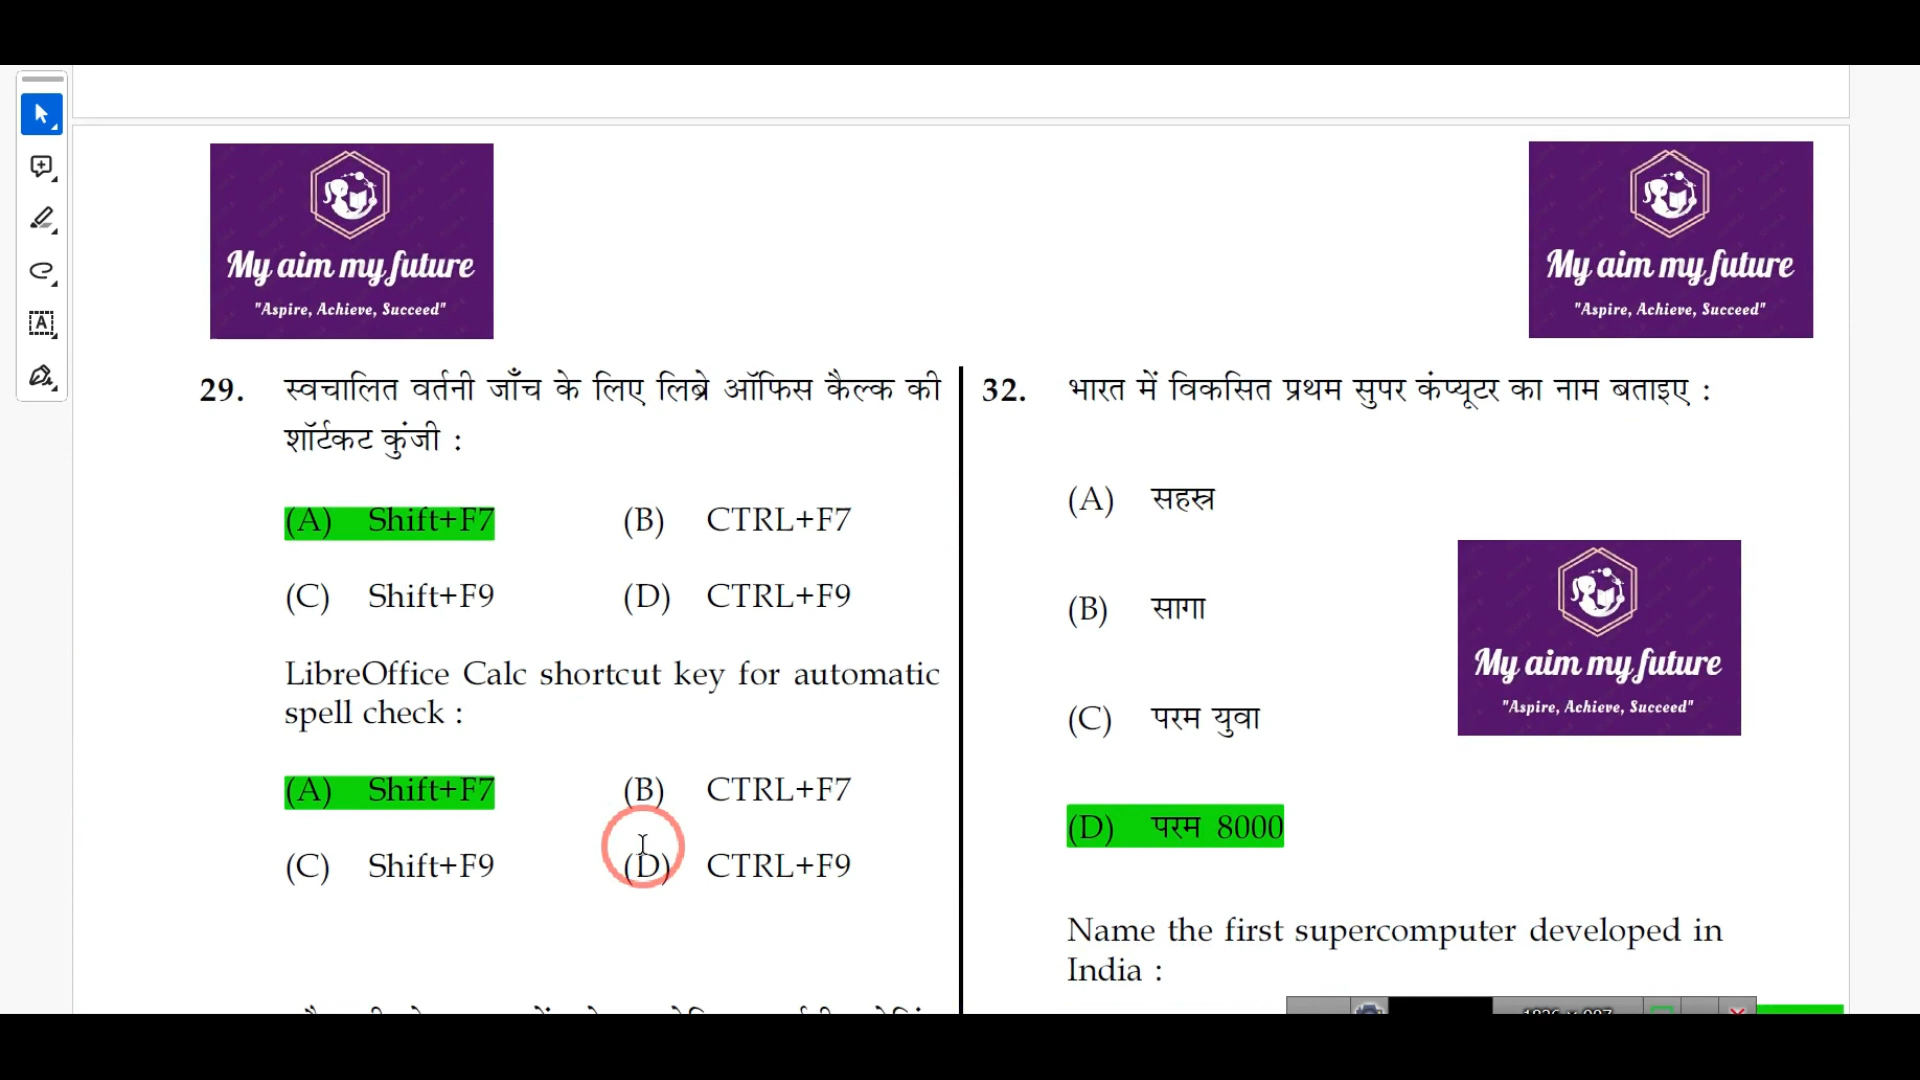 My aim my future
"Aspire, Achieve, Succeed"
My aim my future
"Aspire, Achieve, Succeed"
29. स्वचालित वर्तनी जाँच के लिए लिब्रे ऑफिस कैल्क की
शॉर्टकट कुंजी :
(A) Shift+F7 (B) CTRL+F7
(C) Shift+F9 (D) CTRL+F9
LibreOffice Calc shortcut key for automatic
spell check :
(A) Shift+F7 (B) CTRL+F7
(C) Shift+F9 (D) CTRL+F9
32. भारत में विकसित प्रथम सुपर कंप्यूटर का नाम बताइए :
(A) सहस्त्र
(B) सागा
(C) परम युवा
(D) परम 8000
My aim my future
"Aspire, Achieve, Succeed"
Name the first supercomputer developed in
India :